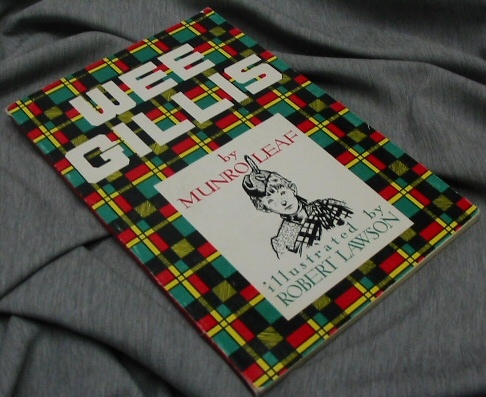 WEE
GILLIS
by
MUNRO LEAF
illustrated by
ROBERT LAWSON